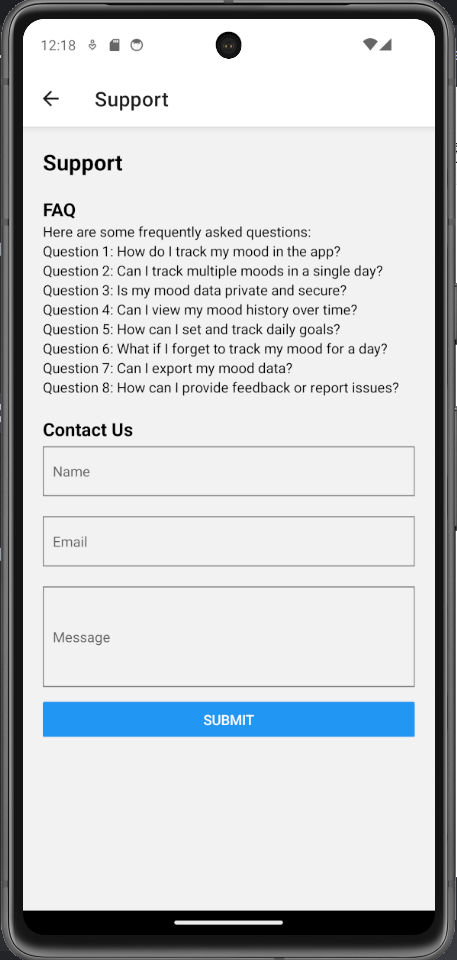 12:18
Support
Support
FAQ
Here are some frequently asked questions:
Question 1: How do I track my mood in the app?
Question 2: Can I track multiple moods in a single day?
Question 3: Is my mood data private and secure?
Question 4: Can I view my mood history over time?
Question 5: How can I set and track daily goals?
Question 6: What if I forget to track my mood for a day?
Question 7: Can I export my mood data?
Question 8: How can I provide feedback or report issues?
Contact Us
Name
Email
Message
SUBMIT